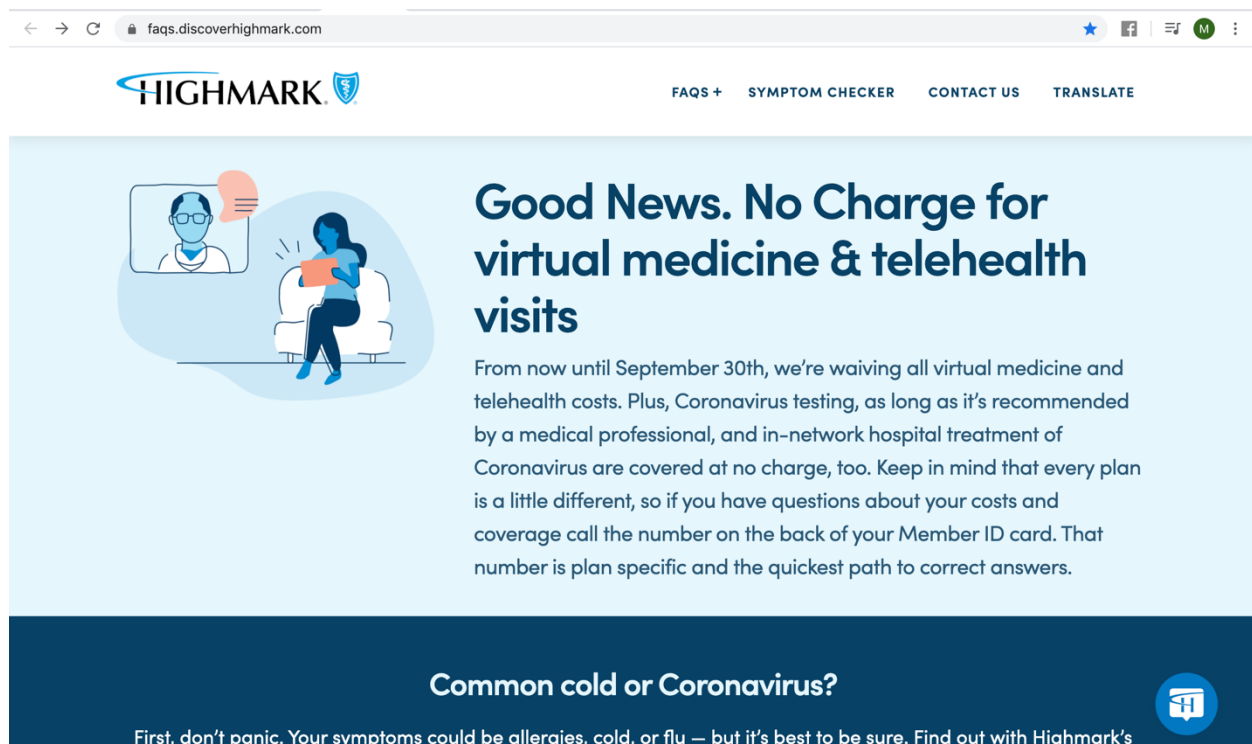 faqs.discoverhighmark.com
M
HIGHMARK
FAQS + SYMPTOM CHECKER CONTACT US TRANSLATE
Good News. No Charge for
virtual medicine & telehealth
visits
From now until September 30th, we’re waiving all virtual medicine and
telehealth costs. Plus, Coronavirus testing, as long as it’s recommended
by a medical professional, and in-network hospital treatment of
Coronavirus are covered at no charge, too. Keep in mind that every plan
is a little different, so if you have questions about your costs and
coverage call the number on the back of your Member ID card. That
number is plan specific and the quickest path to correct answers.
Common cold or Coronavirus?
H
First, don’t panic. Your symptoms could be allergies, cold, or flu — but it’s best to be sure. Find out with Highmark’s